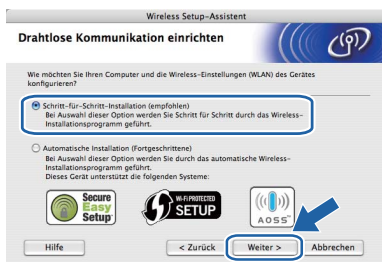 Wireless Setup-Assistent
Drahtlose Kommunikation einrichten
Wie möchten Sie Ihren Computer und die Wireless-Einstellungen (WLAN) des Gerätes
konfigurieren?
Schritt-für-Schritt-Installation (empfohlen)
Bei Auswahl dieser Option werden Sie Schritt für Schritt durch das Wireless-
Installationsprogramm geführt.
Automatische Installation (Fortgeschrittene)
Bei Auswahl dieser Option werden Sie durch das automatische Wireless-
Installationsprogramm geführt.
Dieses Gerät unterstützt die folgenden Systeme:
Secure
Easy
Setup
Wi-Fi PROTECTED
SETUP
AOSS
Hilfe
< Zurück
Weiter >
Abbrechen